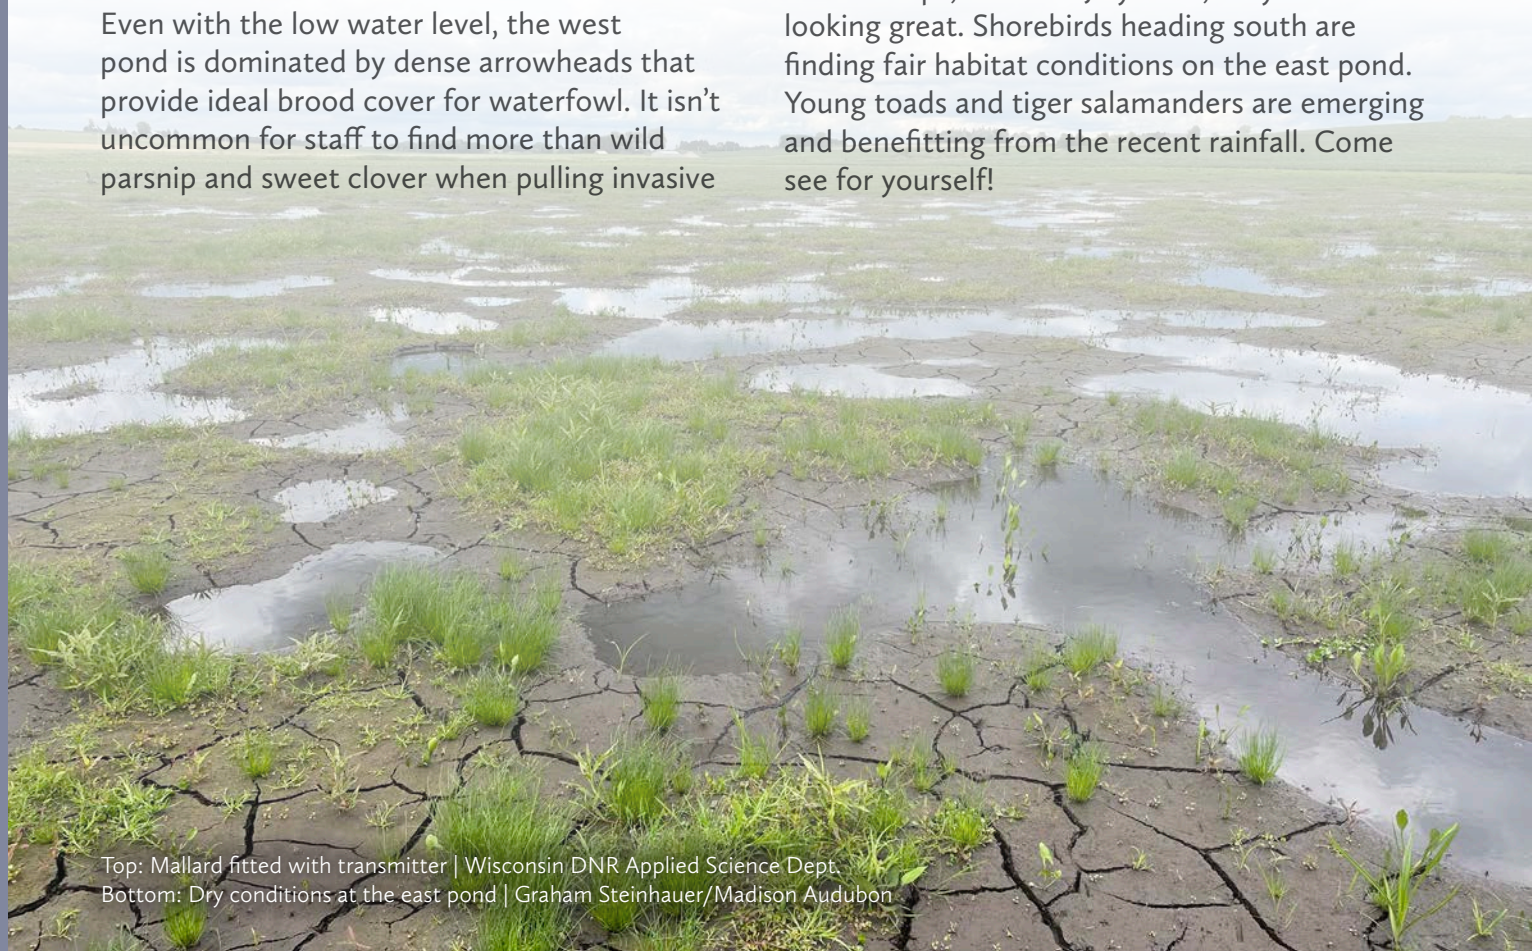 Even with the low water level, the west
pond is dominated by dense arrowheads that
provide ideal brood cover for waterfowl. It isn’t
uncommon for staff to find more than wild
parsnip and sweet clover when pulling invasive
looking great. Shorebirds heading south are
finding fair habitat conditions on the east pond.
Young toads and tiger salamanders are emerging
and benefitting from the recent rainfall. Come
see for yourself!
Top: Mallard fitted with transmitter | Wisconsin DNR Applied Science Dept.
Bottom: Dry conditions at the east pond | Graham Steinhauer/Madison Audubon